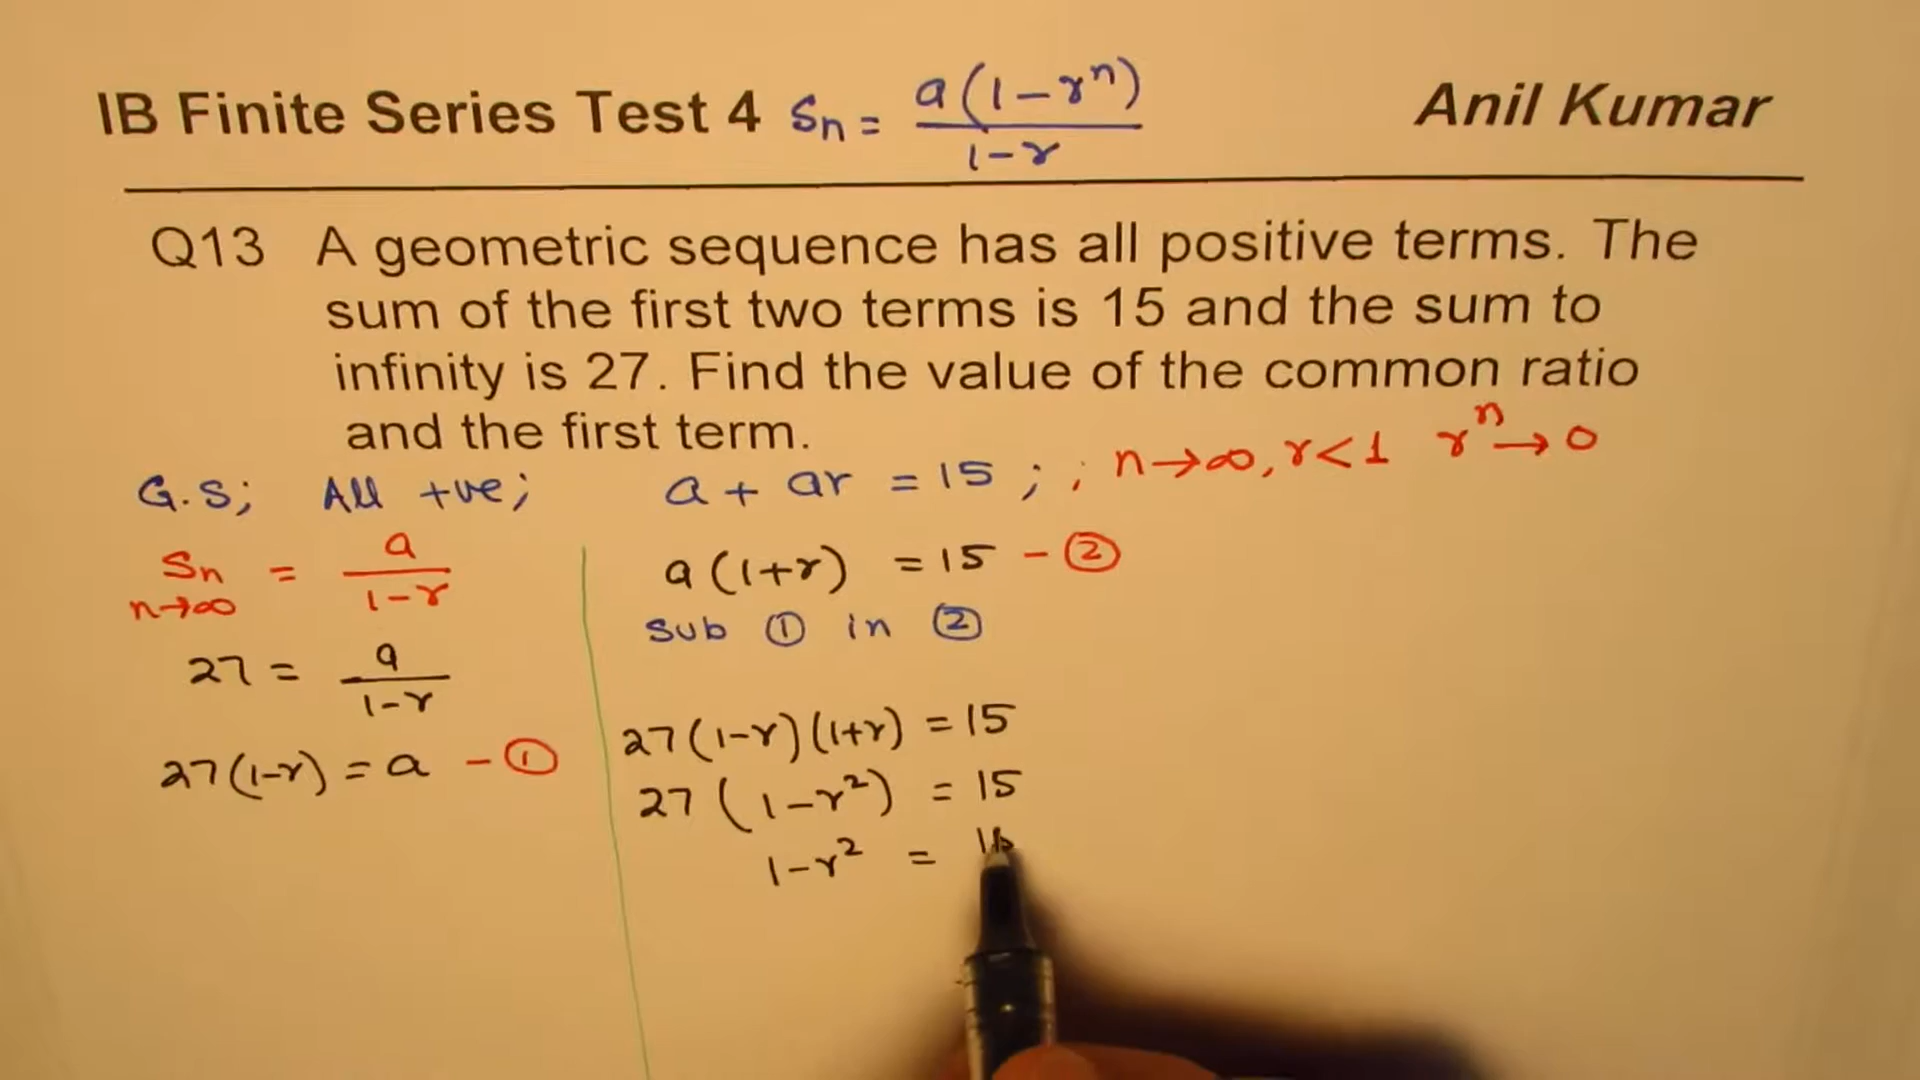 IB Finite Series Test 4 Sn = a(1-r^n) / 1-r Anil Kumar
Q13 A geometric sequence has all positive terms. The
sum of the first two terms is 15 and the sum to
infinity is 27. Find the value of the common ratio
and the first term.
n→∞, r<1 r^n→0
G.S; All +ve; a + ar = 15 ; ;
Sn = a / 1-r
n→∞
a(1+r) = 15 - ②
Sub ① in ②
27 = a / 1-r
27(1-r)(1+r) = 15
27(1-r) = a - ①
27(1-r²) = 15
1-r² = 15